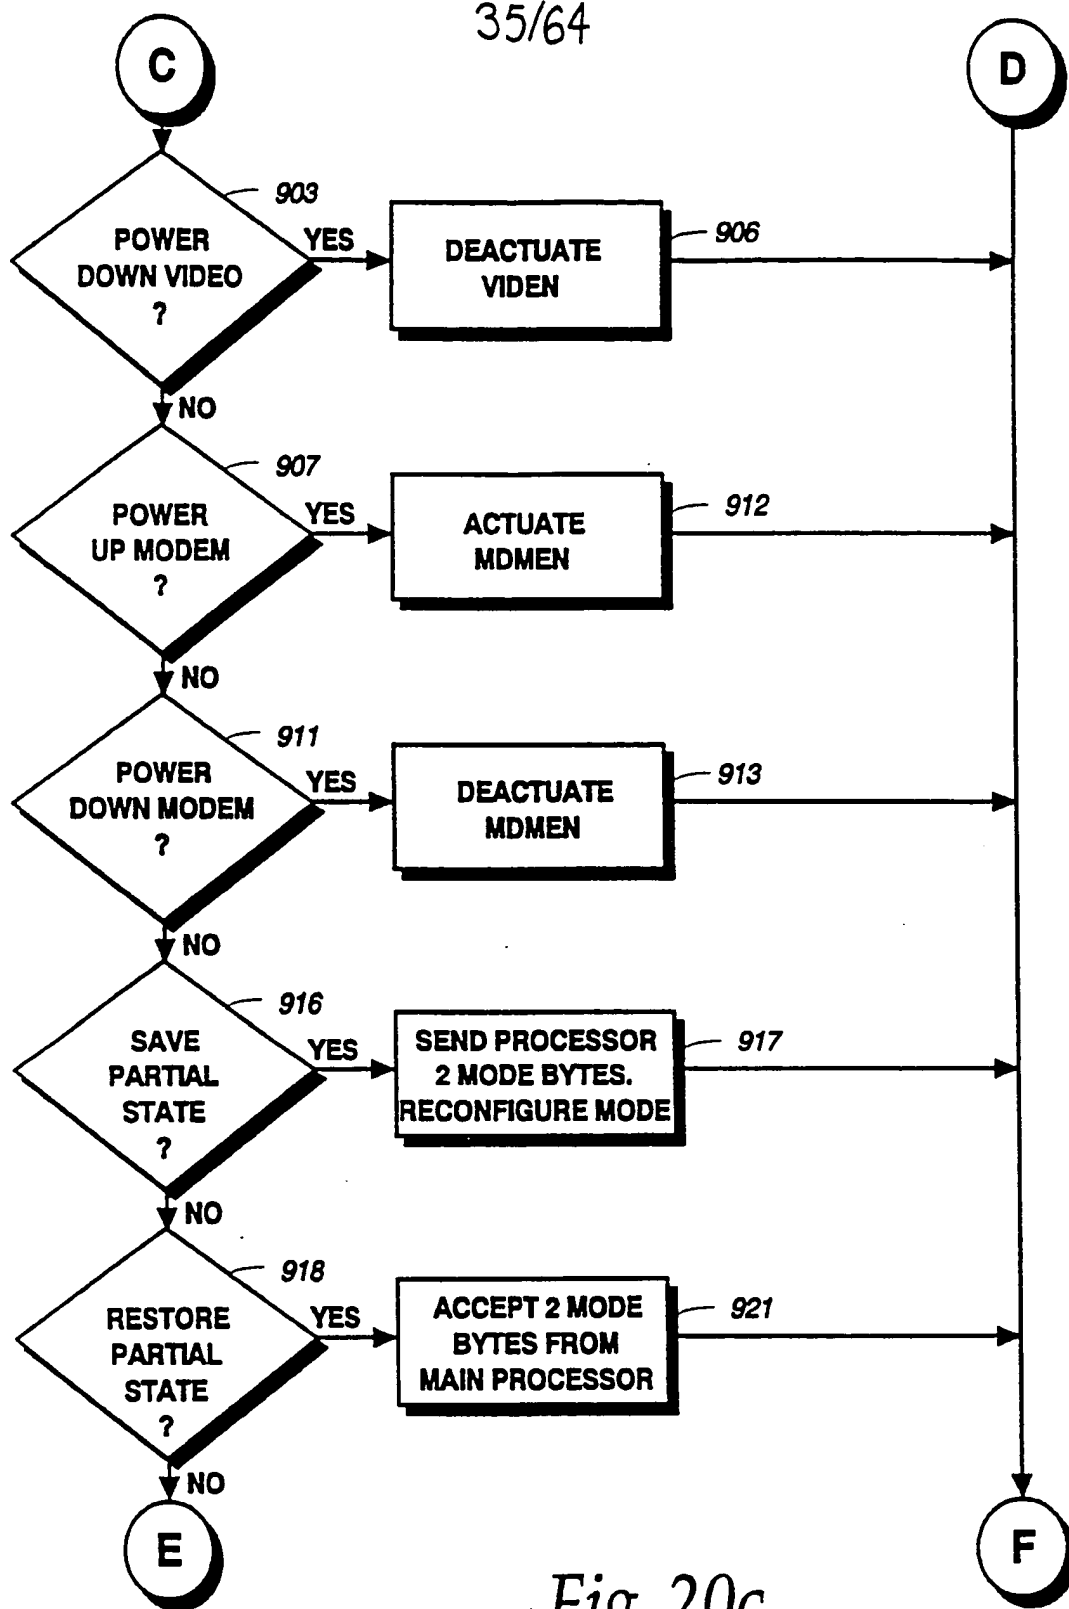 35/64
C
D
903
POWER
DOWN VIDEO
?
YES
DEACTUATE
VIDEN
906
NO
907
POWER
UP MODEM
?
YES
ACTUATE
MDMEN
912
NO
911
POWER
DOWN MODEM
?
YES
DEACTUATE
MDMEN
913
NO
916
SAVE
PARTIAL
STATE
?
YES
SEND PROCESSOR
2 MODE BYTES.
RECONFIGURE MODE
917
NO
918
RESTORE
PARTIAL
STATE
?
YES
ACCEPT 2 MODE
BYTES FROM
MAIN PROCESSOR
921
NO
E
F
Fig. 20c